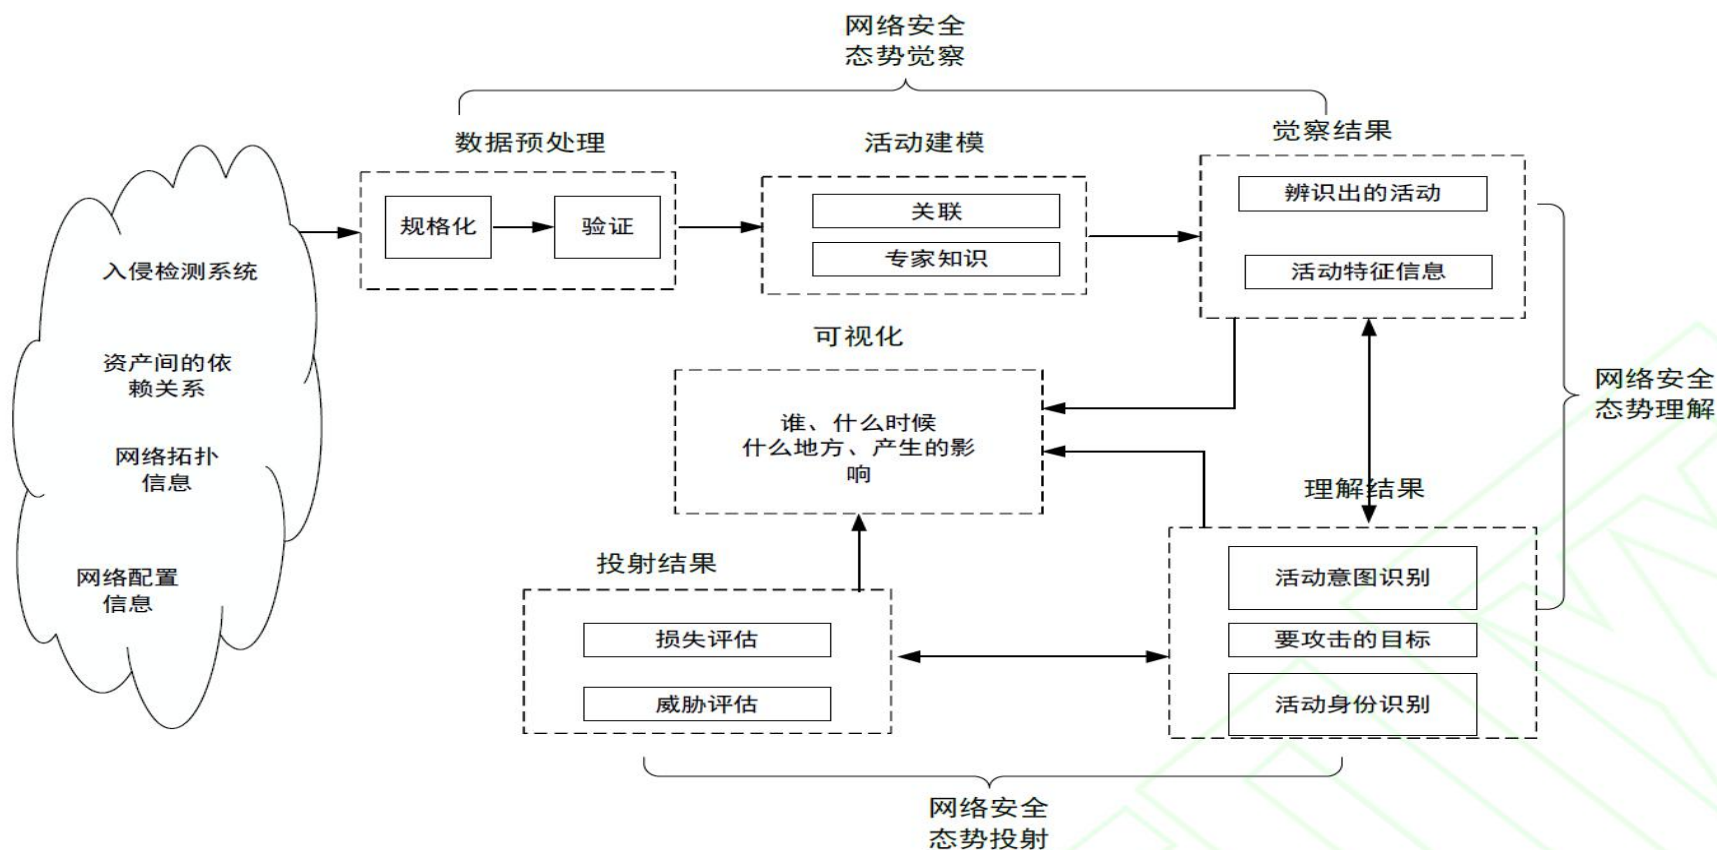 网络安全
态势觉察
数据预处理
活动建模
觉察结果
规格化
验证
关联
专家知识
辨识出的活动
活动特征信息
入侵检测系统
资产间的依
赖关系
网络拓扑
信息
网络配置
信息
可视化
谁、什么时候
什么地方、产生的影
响
网络安全
态势理解
理解结果
活动意图识别
要攻击的目标
活动身份识别
投射结果
损失评估
威胁评估
网络安全
态势投射